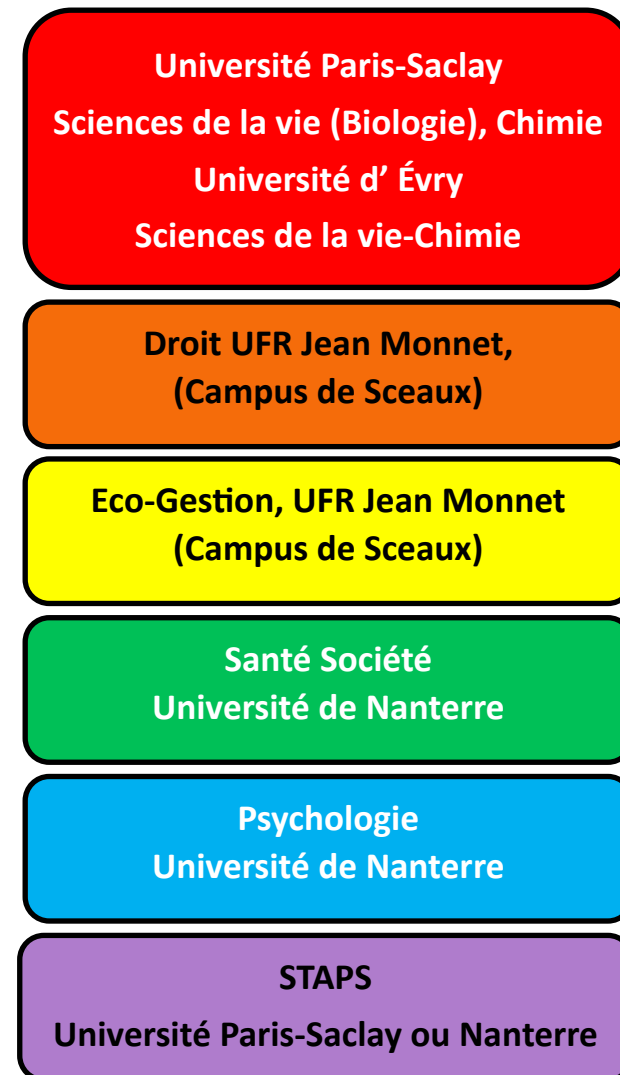 Université Paris-Saclay
Sciences de la vie (Biologie), Chimie
Université d’ Évry
Sciences de la vie-Chimie
Droit UFR Jean Monnet,
(Campus de Sceaux)
Eco-Gestion, UFR Jean Monnet
(Campus de Sceaux)
Santé Société
Université de Nanterre
Psychologie
Université de Nanterre
STAPS
Université Paris-Saclay ou Nanterre